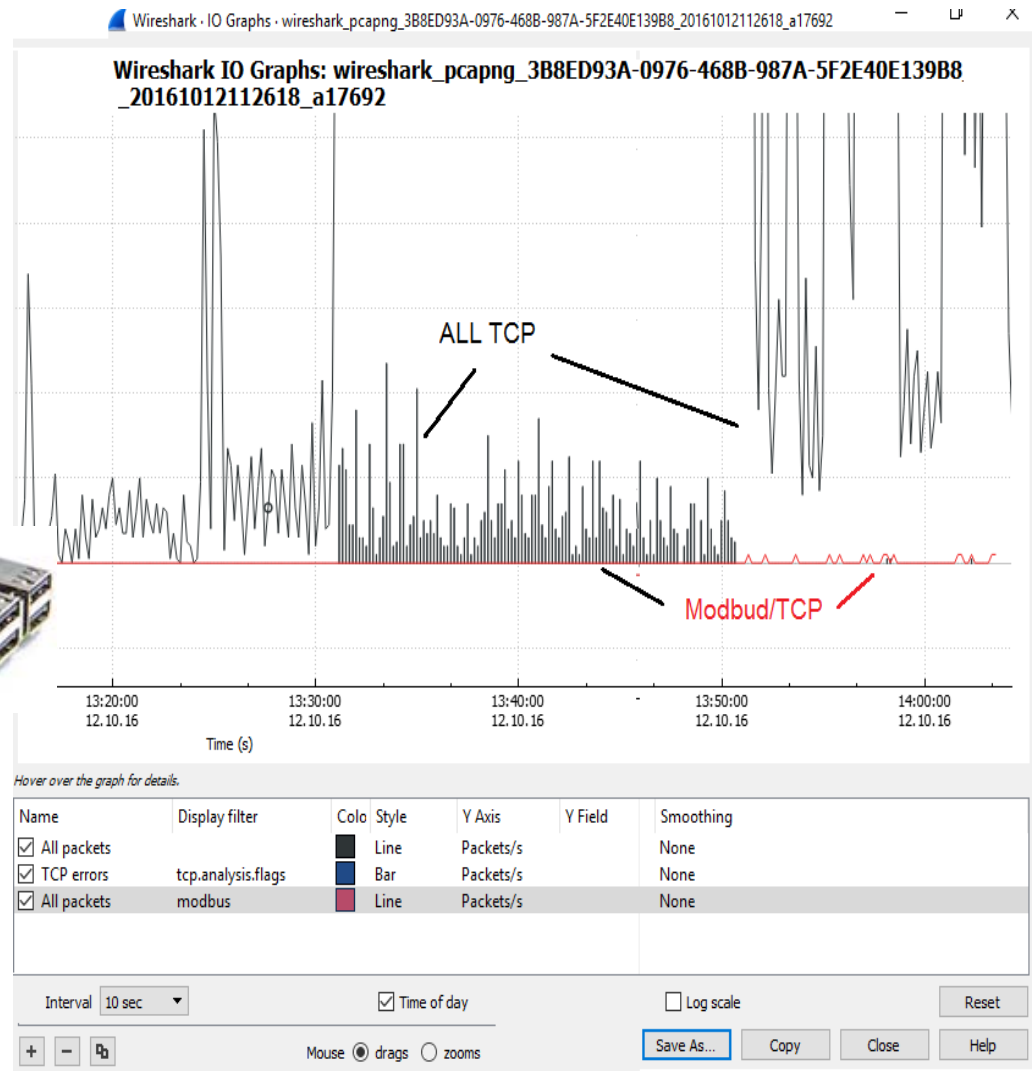 Wireshark · IO Graphs · wireshark_pcapng_3B8ED93A-0976-468B-987A-5F2E40E139B8_20161012112618_a17692
Wireshark IO Graphs: wireshark_pcapng_3B8ED93A-0976-468B-987A-5F2E40E139B8
_20161012112618_a17692
ALL TCP
Modbud/TCP
13:20:00 13:30:00 13:40:00 13:50:00 14:00:00
12.10.16 12.10.16 12.10.16 12.10.16 12.10.16
Time (s)
Hover over the graph for details.
Name Display filter Colo Style Y Axis Y Field Smoothing
All packets Line Packets/s None
TCP errors tcp.analysis.flags Bar Packets/s None
All packets modbus Line Packets/s None
Interval 10 sec Time of day Log scale Reset
+ − Mouse drags zooms Save As... Copy Close Help